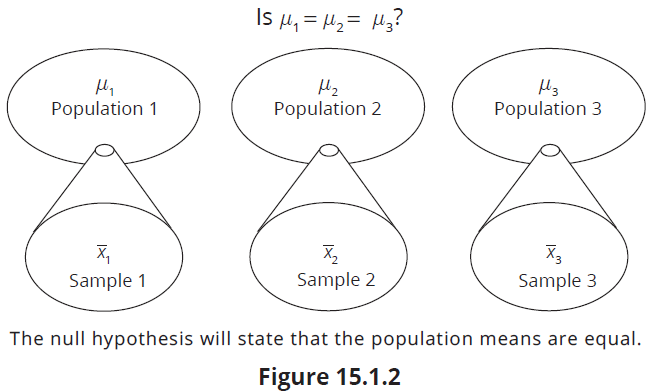 Is μ₁ = μ₂ = μ₃?
μ₁ μ₂ μ₃
Population 1 Population 2 Population 3
x̅₁ x̅₂ x̅₃
Sample 1 Sample 2 Sample 3
The null hypothesis will state that the population means are equal.
Figure 15.1.2